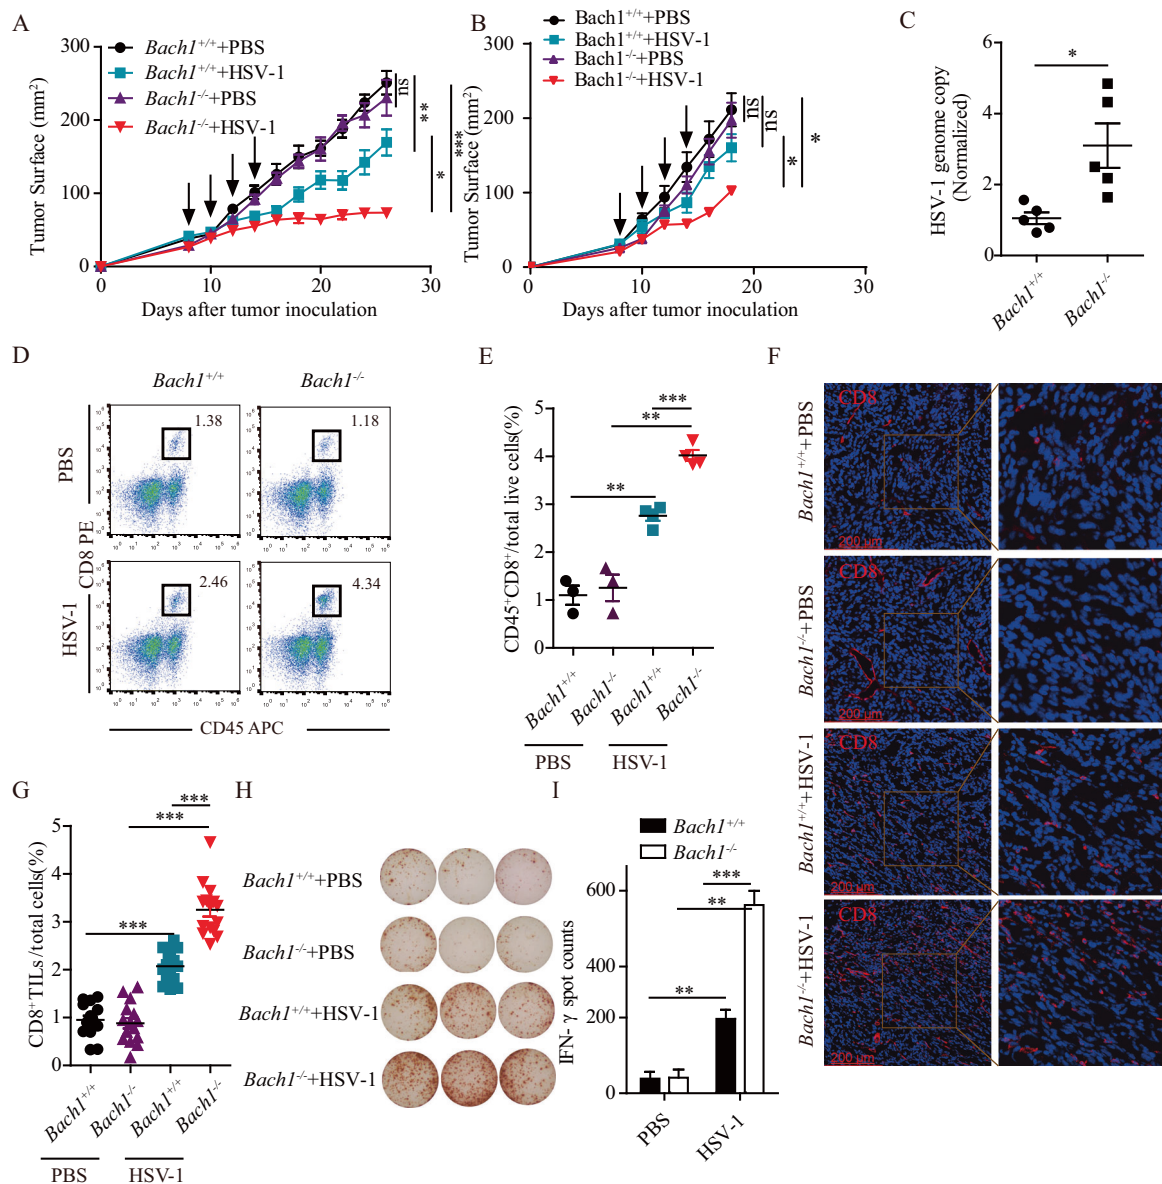 A
Bach1+/++PBS
Bach1+/++HSV-1
Bach1-/-+PBS
Bach1-/-+HSV-1
Tumor Surface (mm2)
300
200
100
0
0 10 20 30
Days after tumor inoculation
ns
**
***
*
B
Bach1+/++PBS
Bach1+/++HSV-1
Bach1-/-+PBS
Bach1-/-+HSV-1
Tumor Surface (mm2)
300
200
100
0
0 10 20 30
Days after tumor inoculation
ns
ns
*
*
C
HSV-1 genome copy
(Normalized)
6
4
2
0
*
Bach1+/+
Bach1-/-
D
Bach1+/+
Bach1-/-
PBS
HSV-1
CD8 PE
1.38
1.18
2.46
4.34
CD45 APC
E
CD45+CD8+/total live cells(%)
5
4
3
2
1
0
***
**
**
Bach1+/+
Bach1-/-
Bach1+/+
Bach1-/-
PBS
HSV-1
F
Bach1+/++PBS
CD8
200 μm
Bach1-/-+PBS
CD8
200 μm
Bach1+/++HSV-1
CD8
200 μm
Bach1-/-+HSV-1
CD8
200 μm
G
CD8+ TILs/total cells(%)
5
4
3
2
1
0
***
***
***
Bach1+/+
Bach1-/-
Bach1+/+
Bach1-/-
PBS
HSV-1
H
Bach1+/++PBS
Bach1-/-+PBS
Bach1+/++HSV-1
Bach1-/-+HSV-1
I
Bach1+/+
Bach1-/-
IFN- γ spot counts
600
400
200
0
***
**
**
PBS
HSV-1